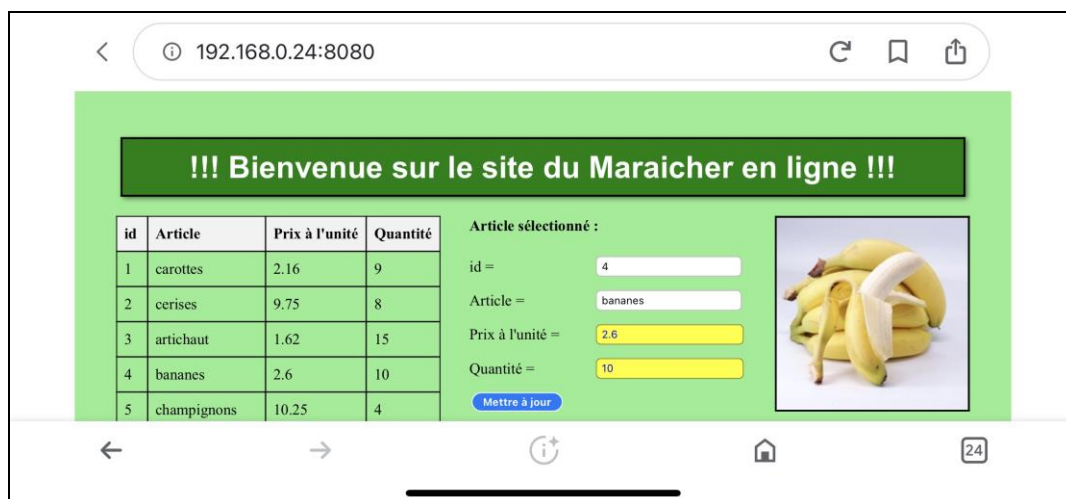 192.168.0.24:8080
!!! Bienvenue sur le site du Maraicher en ligne !!!
id Article Prix à l'unité Quantité
1 carottes 2.16 9
2 cerises 9.75 8
3 artichaut 1.62 15
4 bananes 2.6 10
5 champignons 10.25 4
Article sélectionné :
id = 4
Article = bananes
Prix à l'unité = 2.6
Quantité = 10
Mettre à jour
24